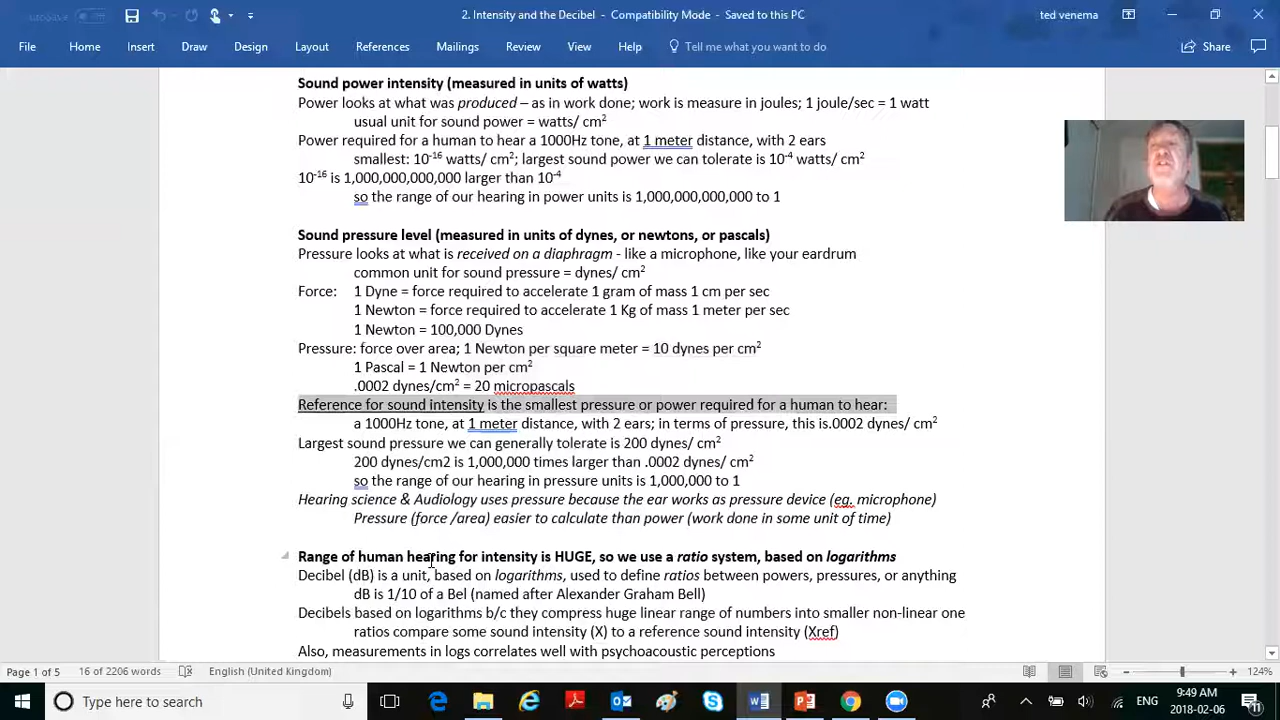 AutoSave Off
2. Intensity and the Decibel - Compatibility Mode - Saved to this PC
ted venema
File Home Insert Draw Design Layout References Mailings Review View Help Tell me what you want to do Share
Sound power intensity (measured in units of watts)
Power looks at what was produced – as in work done; work is measure in joules; 1 joule/sec = 1 watt
usual unit for sound power = watts/ cm²
Power required for a human to hear a 1000Hz tone, at 1 meter distance, with 2 ears
smallest: 10⁻¹⁶ watts/ cm²; largest sound power we can tolerate is 10⁻⁴ watts/ cm²
10⁻¹⁶ is 1,000,000,000,000 larger than 10⁻⁴
so the range of our hearing in power units is 1,000,000,000,000 to 1
Sound pressure level (measured in units of dynes, or newtons, or pascals)
Pressure looks at what is received on a diaphragm - like a microphone, like your eardrum
common unit for sound pressure = dynes/ cm²
Force: 1 Dyne = force required to accelerate 1 gram of mass 1 cm per sec
1 Newton = force required to accelerate 1 Kg of mass 1 meter per sec
1 Newton = 100,000 Dynes
Pressure: force over area; 1 Newton per square meter = 10 dynes per cm²
1 Pascal = 1 Newton per cm²
.0002 dynes/cm² = 20 micropascals
Reference for sound intensity is the smallest pressure or power required for a human to hear:
a 1000Hz tone, at 1 meter distance, with 2 ears; in terms of pressure, this is.0002 dynes/ cm²
Largest sound pressure we can generally tolerate is 200 dynes/ cm²
200 dynes/cm2 is 1,000,000 times larger than .0002 dynes/ cm²
so the range of our hearing in pressure units is 1,000,000 to 1
Hearing science & Audiology uses pressure because the ear works as pressure device (eg. microphone)
Pressure (force /area) easier to calculate than power (work done in some unit of time)
Range of human hearing for intensity is HUGE, so we use a ratio system, based on logarithms
Decibel (dB) is a unit, based on logarithms, used to define ratios between powers, pressures, or anything
dB is 1/10 of a Bel (named after Alexander Graham Bell)
Decibels based on logarithms b/c they compress huge linear range of numbers into smaller non-linear one
ratios compare some sound intensity (X) to a reference sound intensity (Xref)
Also, measurements in logs correlates well with psychoacoustic perceptions
Page 1 of 5 16 of 2206 words English (United Kingdom) 124%
Type here to search
ENG
9:49 AM
2018-02-06
11